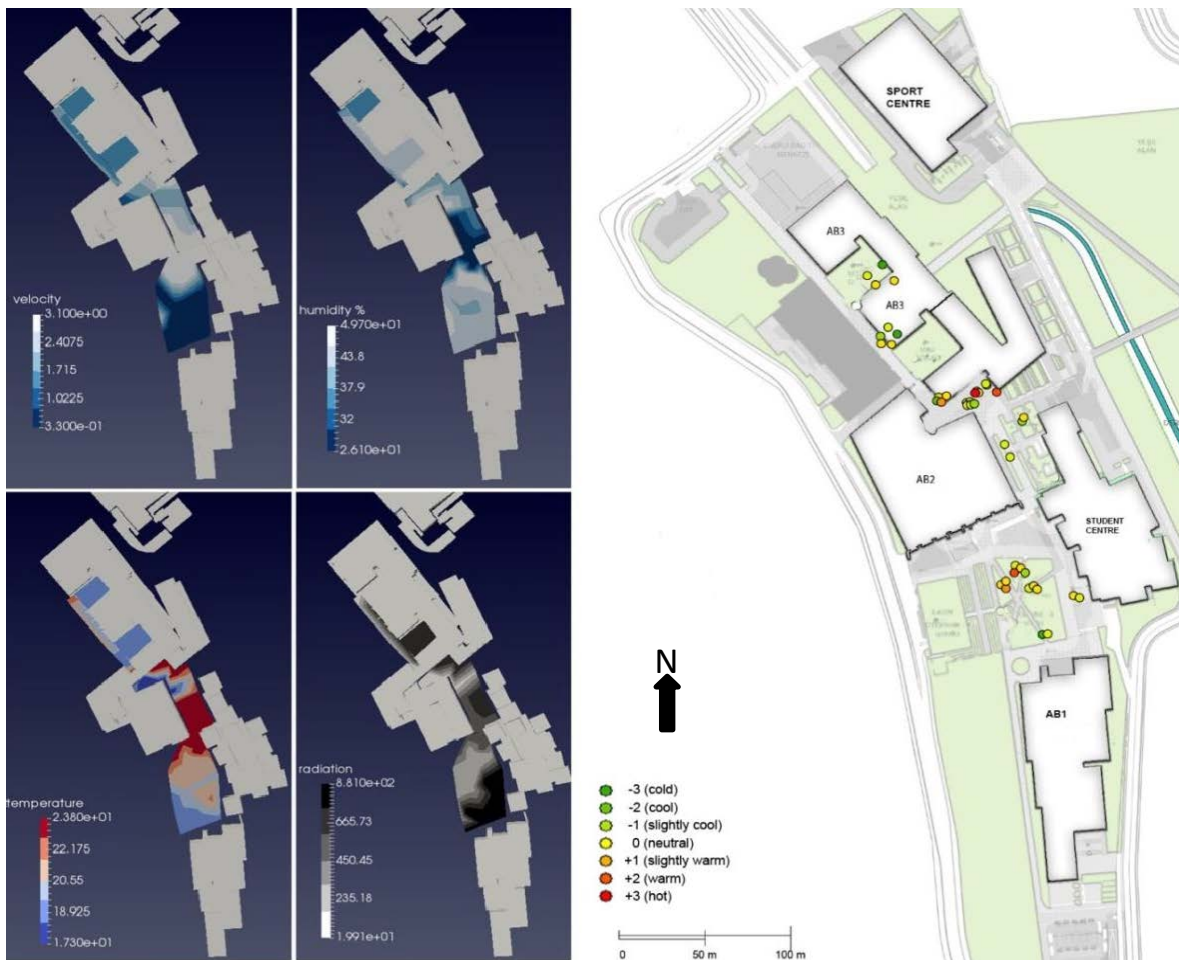 velocity
3.100e+00
2.4075
1.715
1.0225
3.300e-01
humidity %
4.970e+01
43.8
37.9
32
2.610e+01
temperature
2.380e+01
22.175
20.55
18.925
1.730e+01
radiation
8.810e+02
665.73
450.45
235.18
1.991e+01
SPORT
CENTRE
AB3
AB3
AB2
STUDENT
CENTRE
AB1
N
-3 (cold)
-2 (cool)
-1 (slightly cool)
0 (neutral)
+1 (slightly warm)
+2 (warm)
+3 (hot)
0
50 m
100 m